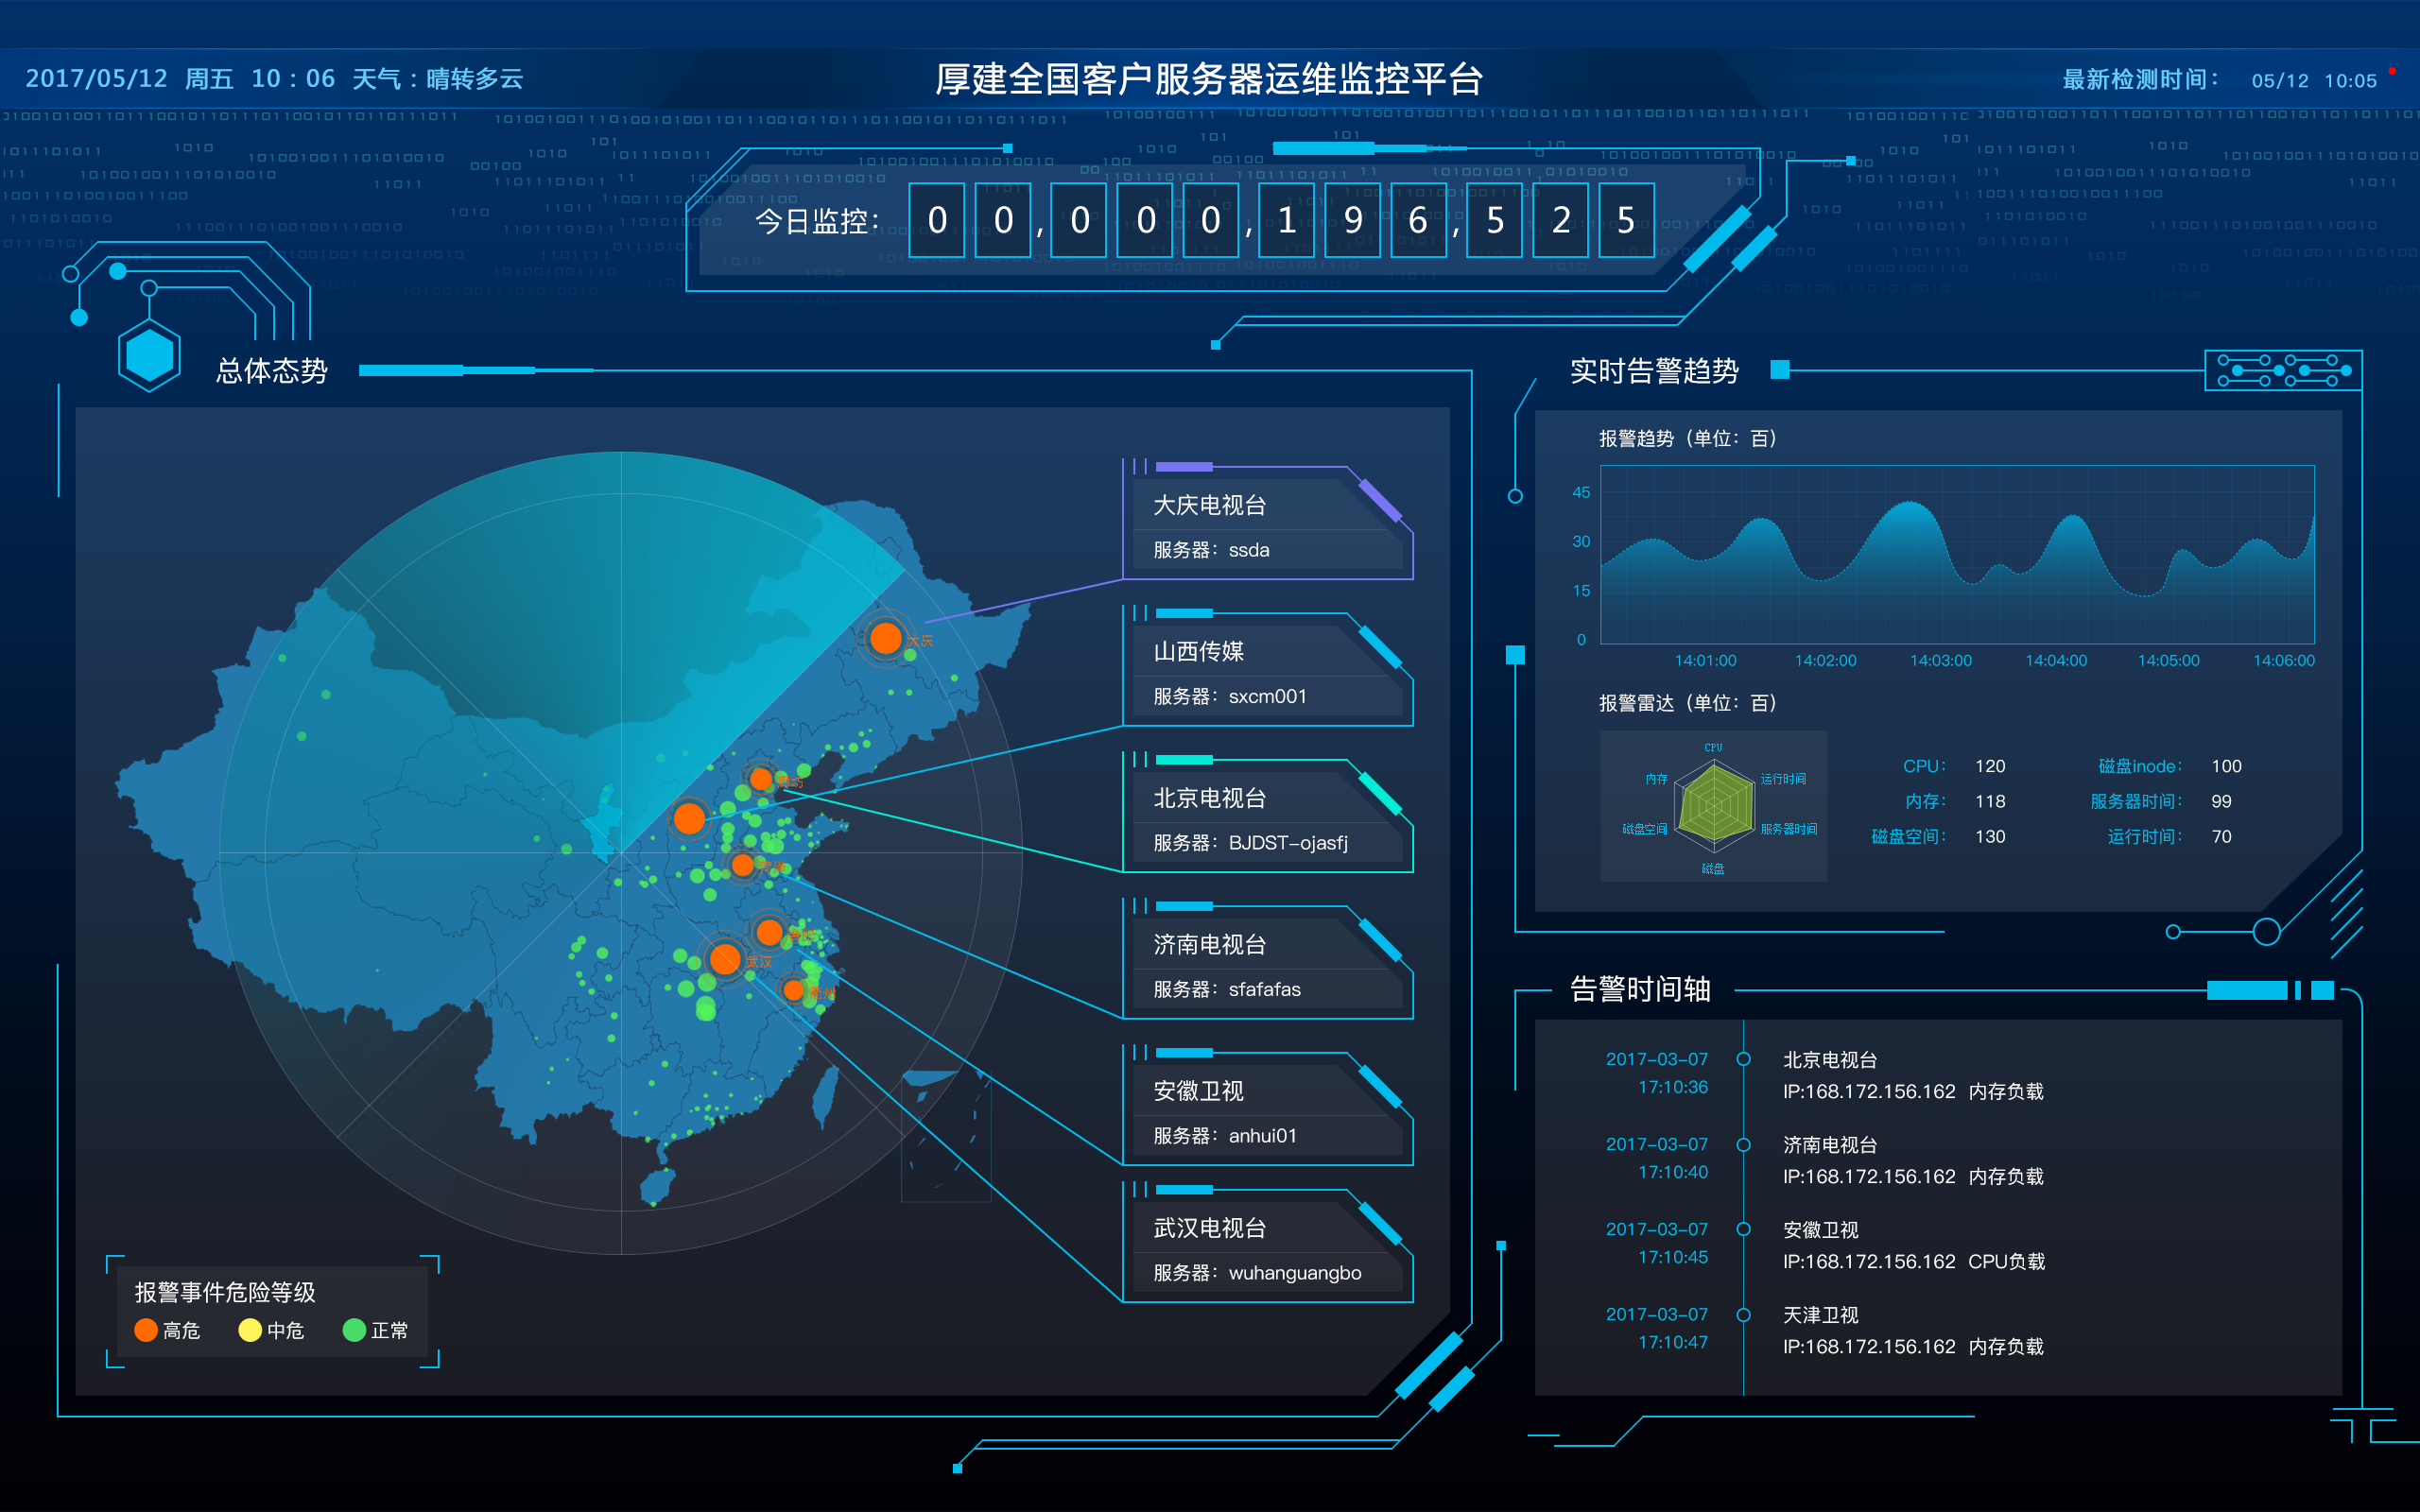 2017/05/12 周五 10：06 天气：晴转多云
厚建全国客户服务器运维监控平台
最新检测时间： 05/12 10:05
今日监控： 00,000,196,525
总体态势
大庆电视台
服务器：ssda
山西传媒
服务器：sxcm001
北京电视台
服务器：BJDST-ojasfj
济南电视台
服务器：sfafafas
安徽卫视
服务器：anhui01
武汉电视台
服务器：wuhanguangbo
大庆
武汉
报警事件危险等级
高危 中危 正常
实时告警趋势
报警趋势（单位：百）
45
30
15
0
14:01:00 14:02:00 14:03:00 14:04:00 14:05:00 14:06:00
报警雷达（单位：百）
CPU
内存 运行时间
磁盘空间 服务器时间
磁盘
CPU： 120 磁盘inode： 100
内存： 118 服务器时间： 99
磁盘空间： 130 运行时间： 70
告警时间轴
2017-03-07 北京电视台
17:10:36 IP:168.172.156.162 内存负载
2017-03-07 济南电视台
17:10:40 IP:168.172.156.162 内存负载
2017-03-07 安徽卫视
17:10:45 IP:168.172.156.162 CPU负载
2017-03-07 天津卫视
17:10:47 IP:168.172.156.162 内存负载